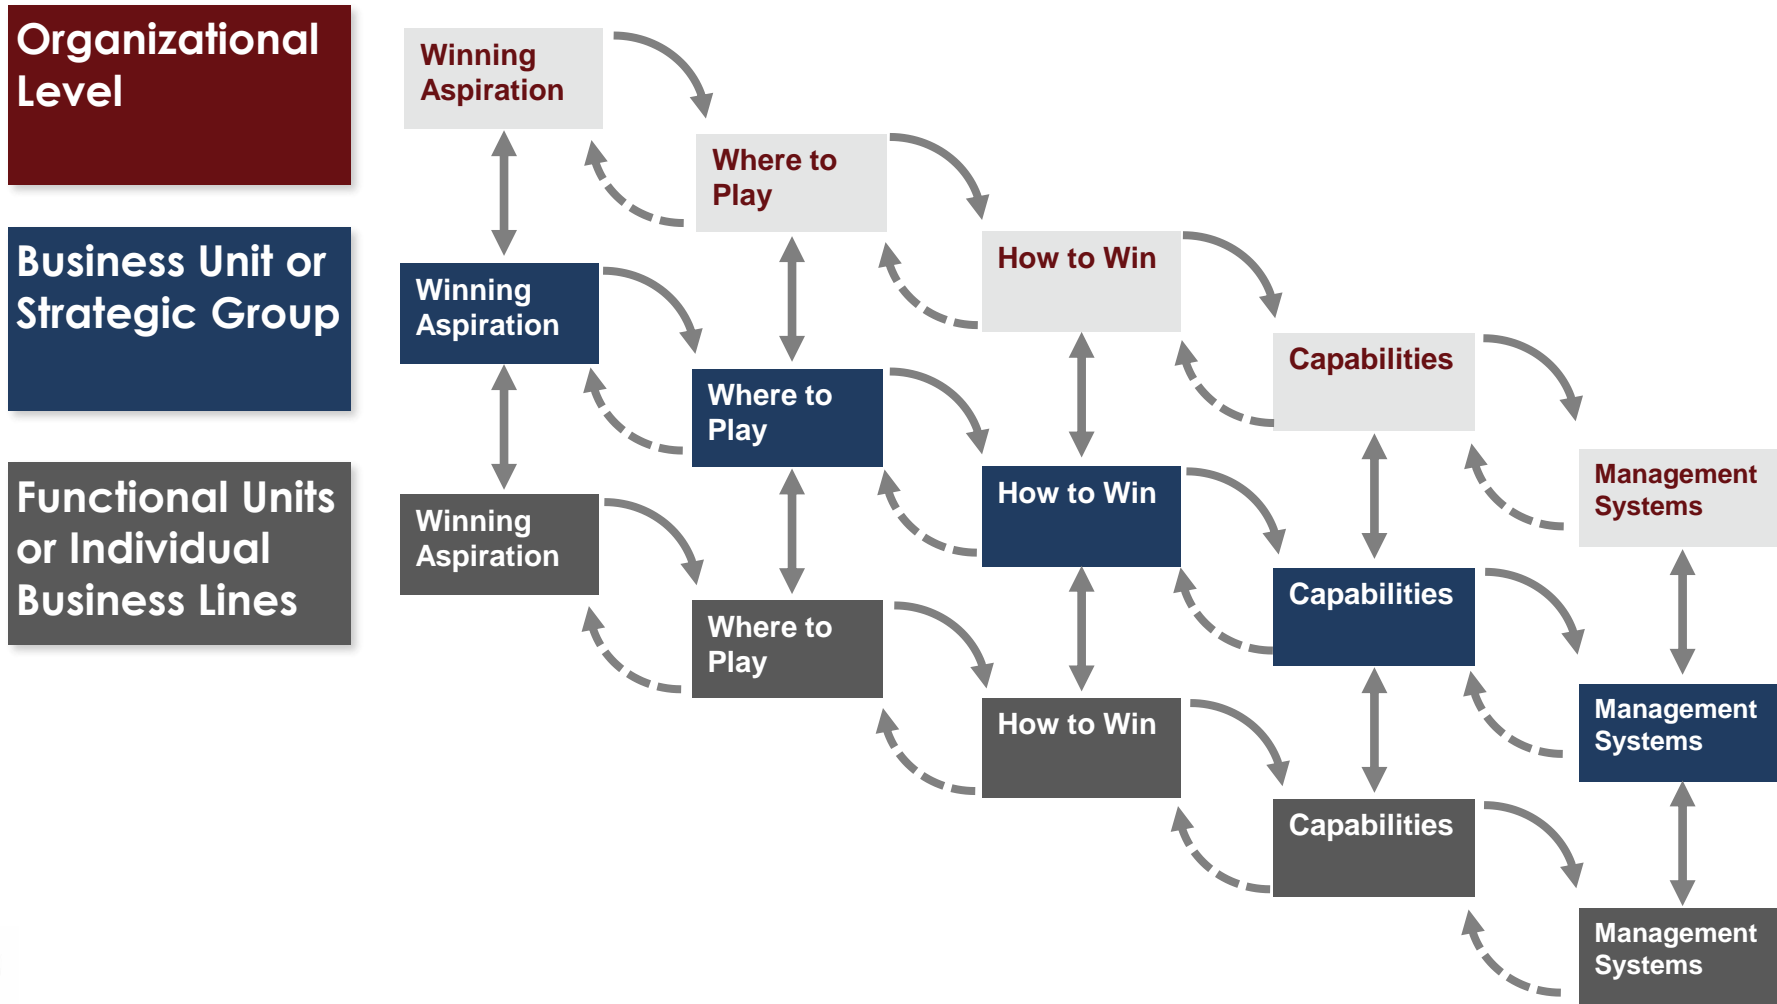 Organizational
Level
Winning
Aspiration
Where to
Play
How to Win
Capabilities
Management
Systems
Business Unit or
Strategic Group
Winning
Aspiration
Where to
Play
How to Win
Capabilities
Management
Systems
Functional Units
or Individual
Business Lines
Winning
Aspiration
Where to
Play
How to Win
Capabilities
Management
Systems